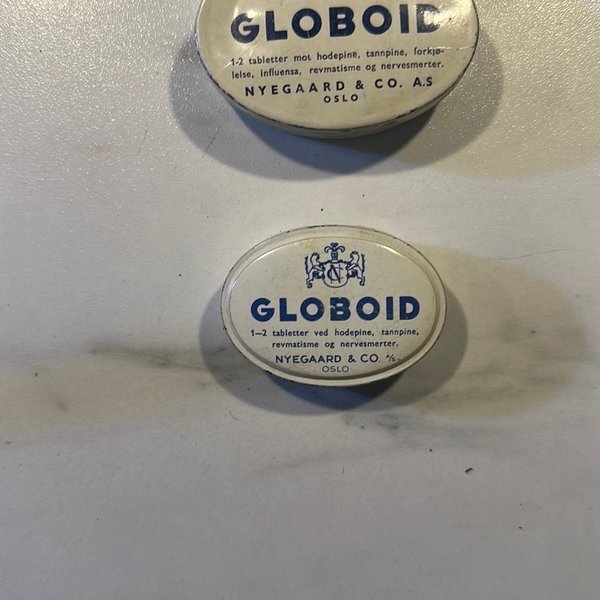 GLOBOID
1-2 tabletter mot hodepine, tannpine, forkjø-
lelse, influensa, revmatisme og nervesmerter.
NYEGAARD & CO. A.S
OSLO
NC
GLOBOID
1—2 tabletter ved hodepine, tannpine,
revmatisme og nervesmerter.
NYEGAARD & CO. A/S
OSLO